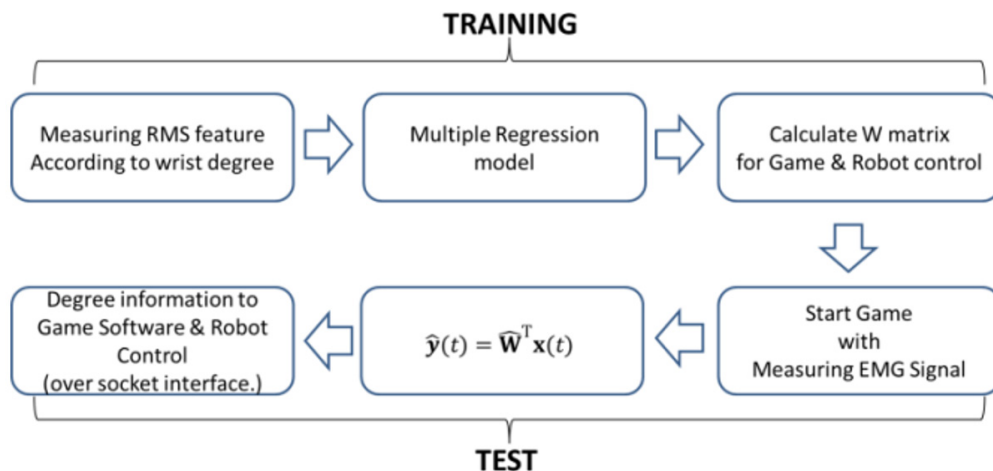 TRAINING
Measuring RMS feature
According to wrist degree
Multiple Regression
model
Calculate W matrix
for Game & Robot control
Start Game
with
Measuring EMG Signal
ŷ(t) = Ŵᵀx(t)
Degree information to
Game Software & Robot
Control
(over socket interface.)
TEST